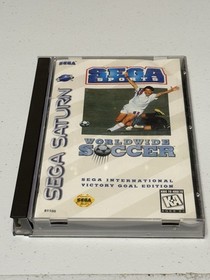 SEGA
SEGA
SPORTS
SEGA SATURN
WORLDWIDE
SOCCER
SEGA INTERNATIONAL
VICTORY GOAL EDITION
SEGA
K-A